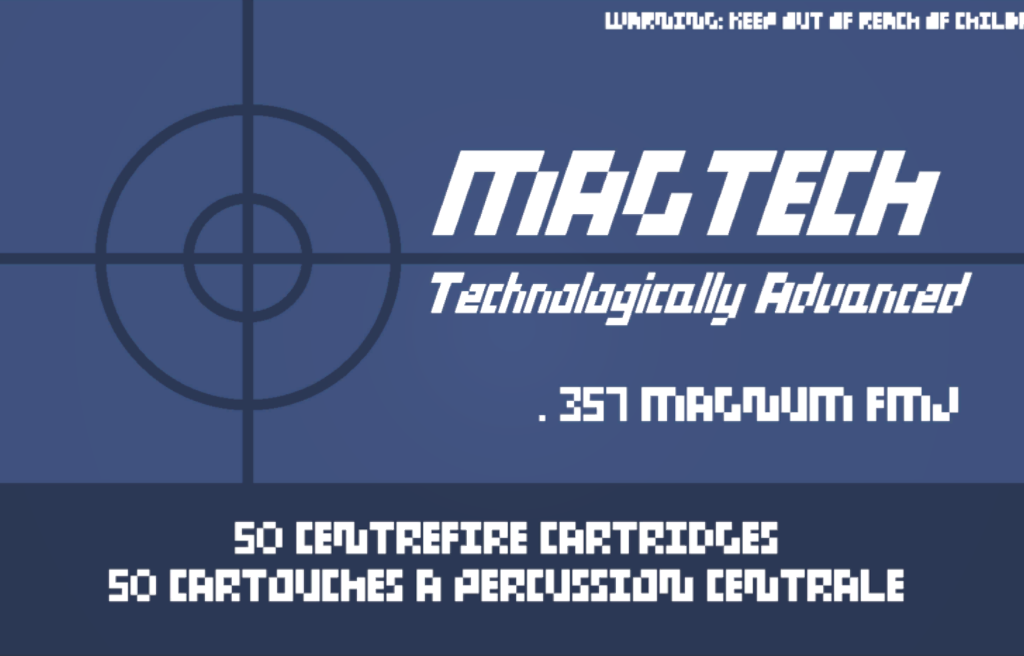 WARNING: KEEP OUT OF REACH OF CHILD
MAGTECH
Technologically Advanced
. 357 MAGNUM FMJ
50 CENTREFIRE CARTRIDGES
50 CARTOUCHES A PERCUSSION CENTRALE